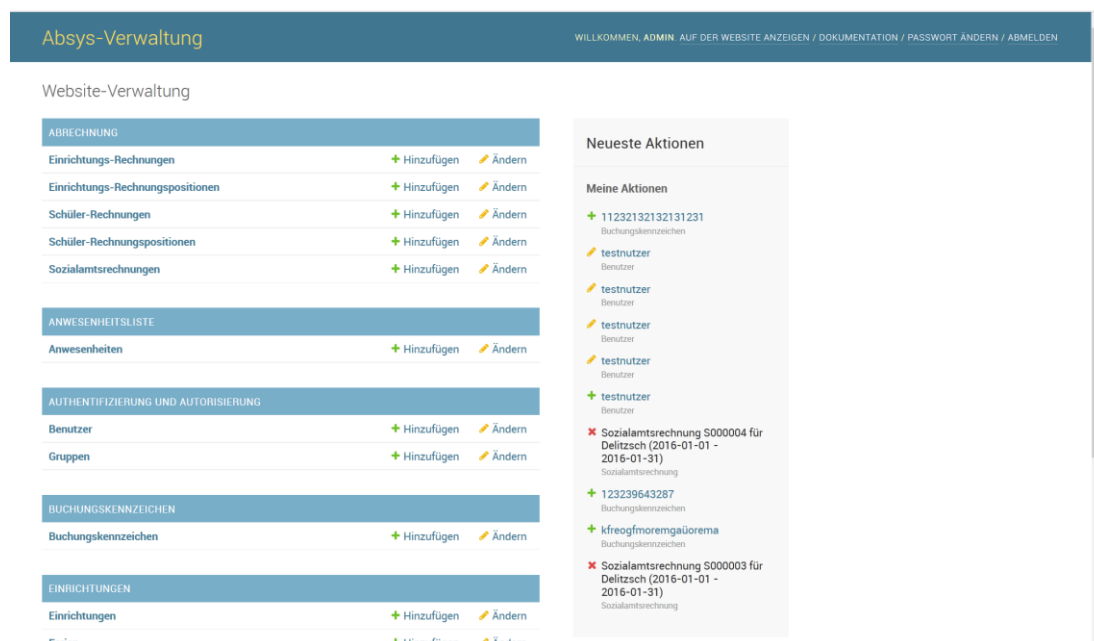 Absys-Verwaltung
WILLKOMMEN, ADMIN. AUF DER WEBSITE ANZEIGEN / DOKUMENTATION / PASSWORT ÄNDERN / ABMELDEN
Website-Verwaltung
ABRECHNUNG
Einrichtungs-Rechnungen Hinzufügen Ändern
Einrichtungs-Rechnungspositionen Hinzufügen Ändern
Schüler-Rechnungen Hinzufügen Ändern
Schüler-Rechnungspositionen Hinzufügen Ändern
Sozialamtsrechnungen Hinzufügen Ändern
ANWESENHEITSLISTE
Anwesenheiten Hinzufügen Ändern
AUTHENTIFIZIERUNG UND AUTORISIERUNG
Benutzer Hinzufügen Ändern
Gruppen Hinzufügen Ändern
BUCHUNGSKENNZEICHEN
Buchungskennzeichen Hinzufügen Ändern
EINRICHTUNGEN
Einrichtungen Hinzufügen Ändern
Neueste Aktionen
Meine Aktionen
11232132132131231
Buchungskennzeichen
testnutzer
Benutzer
testnutzer
Benutzer
testnutzer
Benutzer
testnutzer
Benutzer
testnutzer
Benutzer
Sozialamtsrechnung S000004 für
Delitzsch (2016-01-01 -
2016-01-31)
Sozialamtsrechnung
123239643287
Buchungskennzeichen
kfreogfmoremgaüorema
Buchungskennzeichen
Sozialamtsrechnung S000003 für
Delitzsch (2016-01-01 -
2016-01-31)
Sozialamtsrechnung